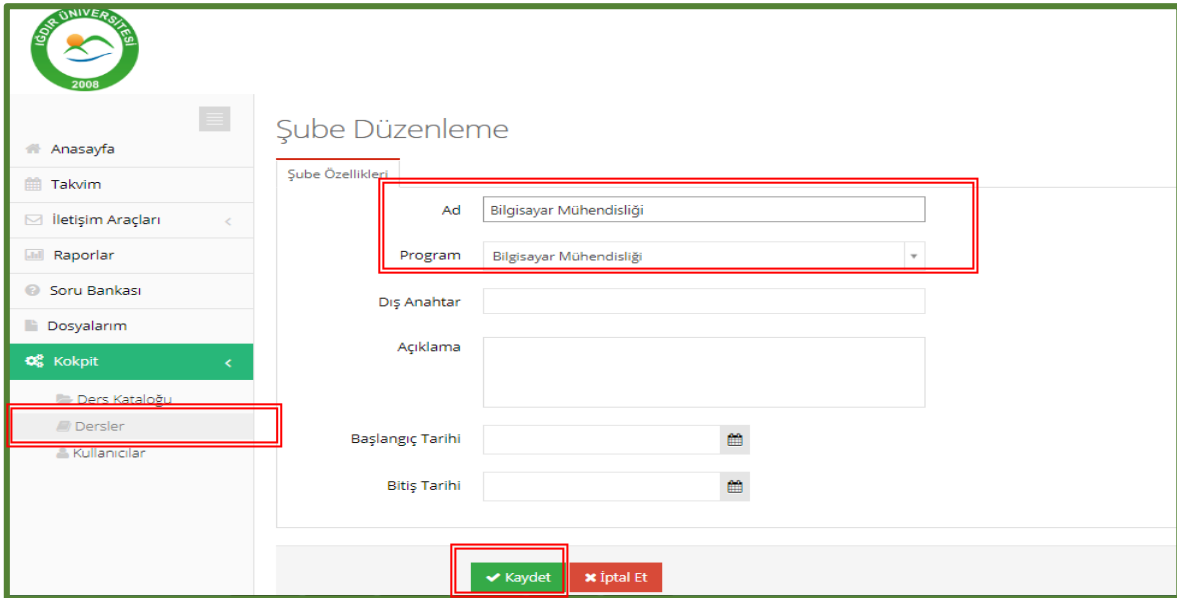 IĞDIR ÜNİVERSİTESİ
2008
Anasayfa
Takvim
İletişim Araçları
Raporlar
Soru Bankası
Dosyalarım
Kokpit
Ders Kataloğu
Dersler
Kullanıcılar
Şube Düzenleme
Şube Özellikleri
Ad Bilgisayar Mühendisliği
Program Bilgisayar Mühendisliği
Dış Anahtar
Açıklama
Başlangıç Tarihi
Bitiş Tarihi
Kaydet İptal Et